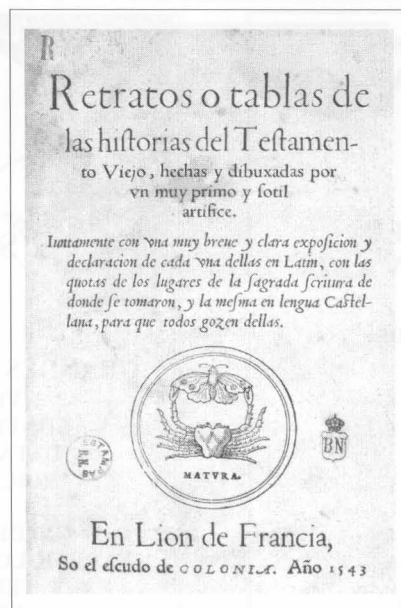 R
Retratos o tablas de
las hiſtorias del Teſtamen-
to Viejo, hechas y dibuxadas por
vn muy primo y ſotil
artifice.
Iuntamente con vna muy breue y clara expoſicion y
declaracion de cada vna dellas en Latin, con las
quotas de los lugares de la ſagrada ſcritura de
donde ſe tomaron, y la meſma en lengua Caſtel-
lana, para que todos gozen dellas.
MATVRA.
BN
En Lion de Francia,
So el eſcudo de COLONIA. Año 1543